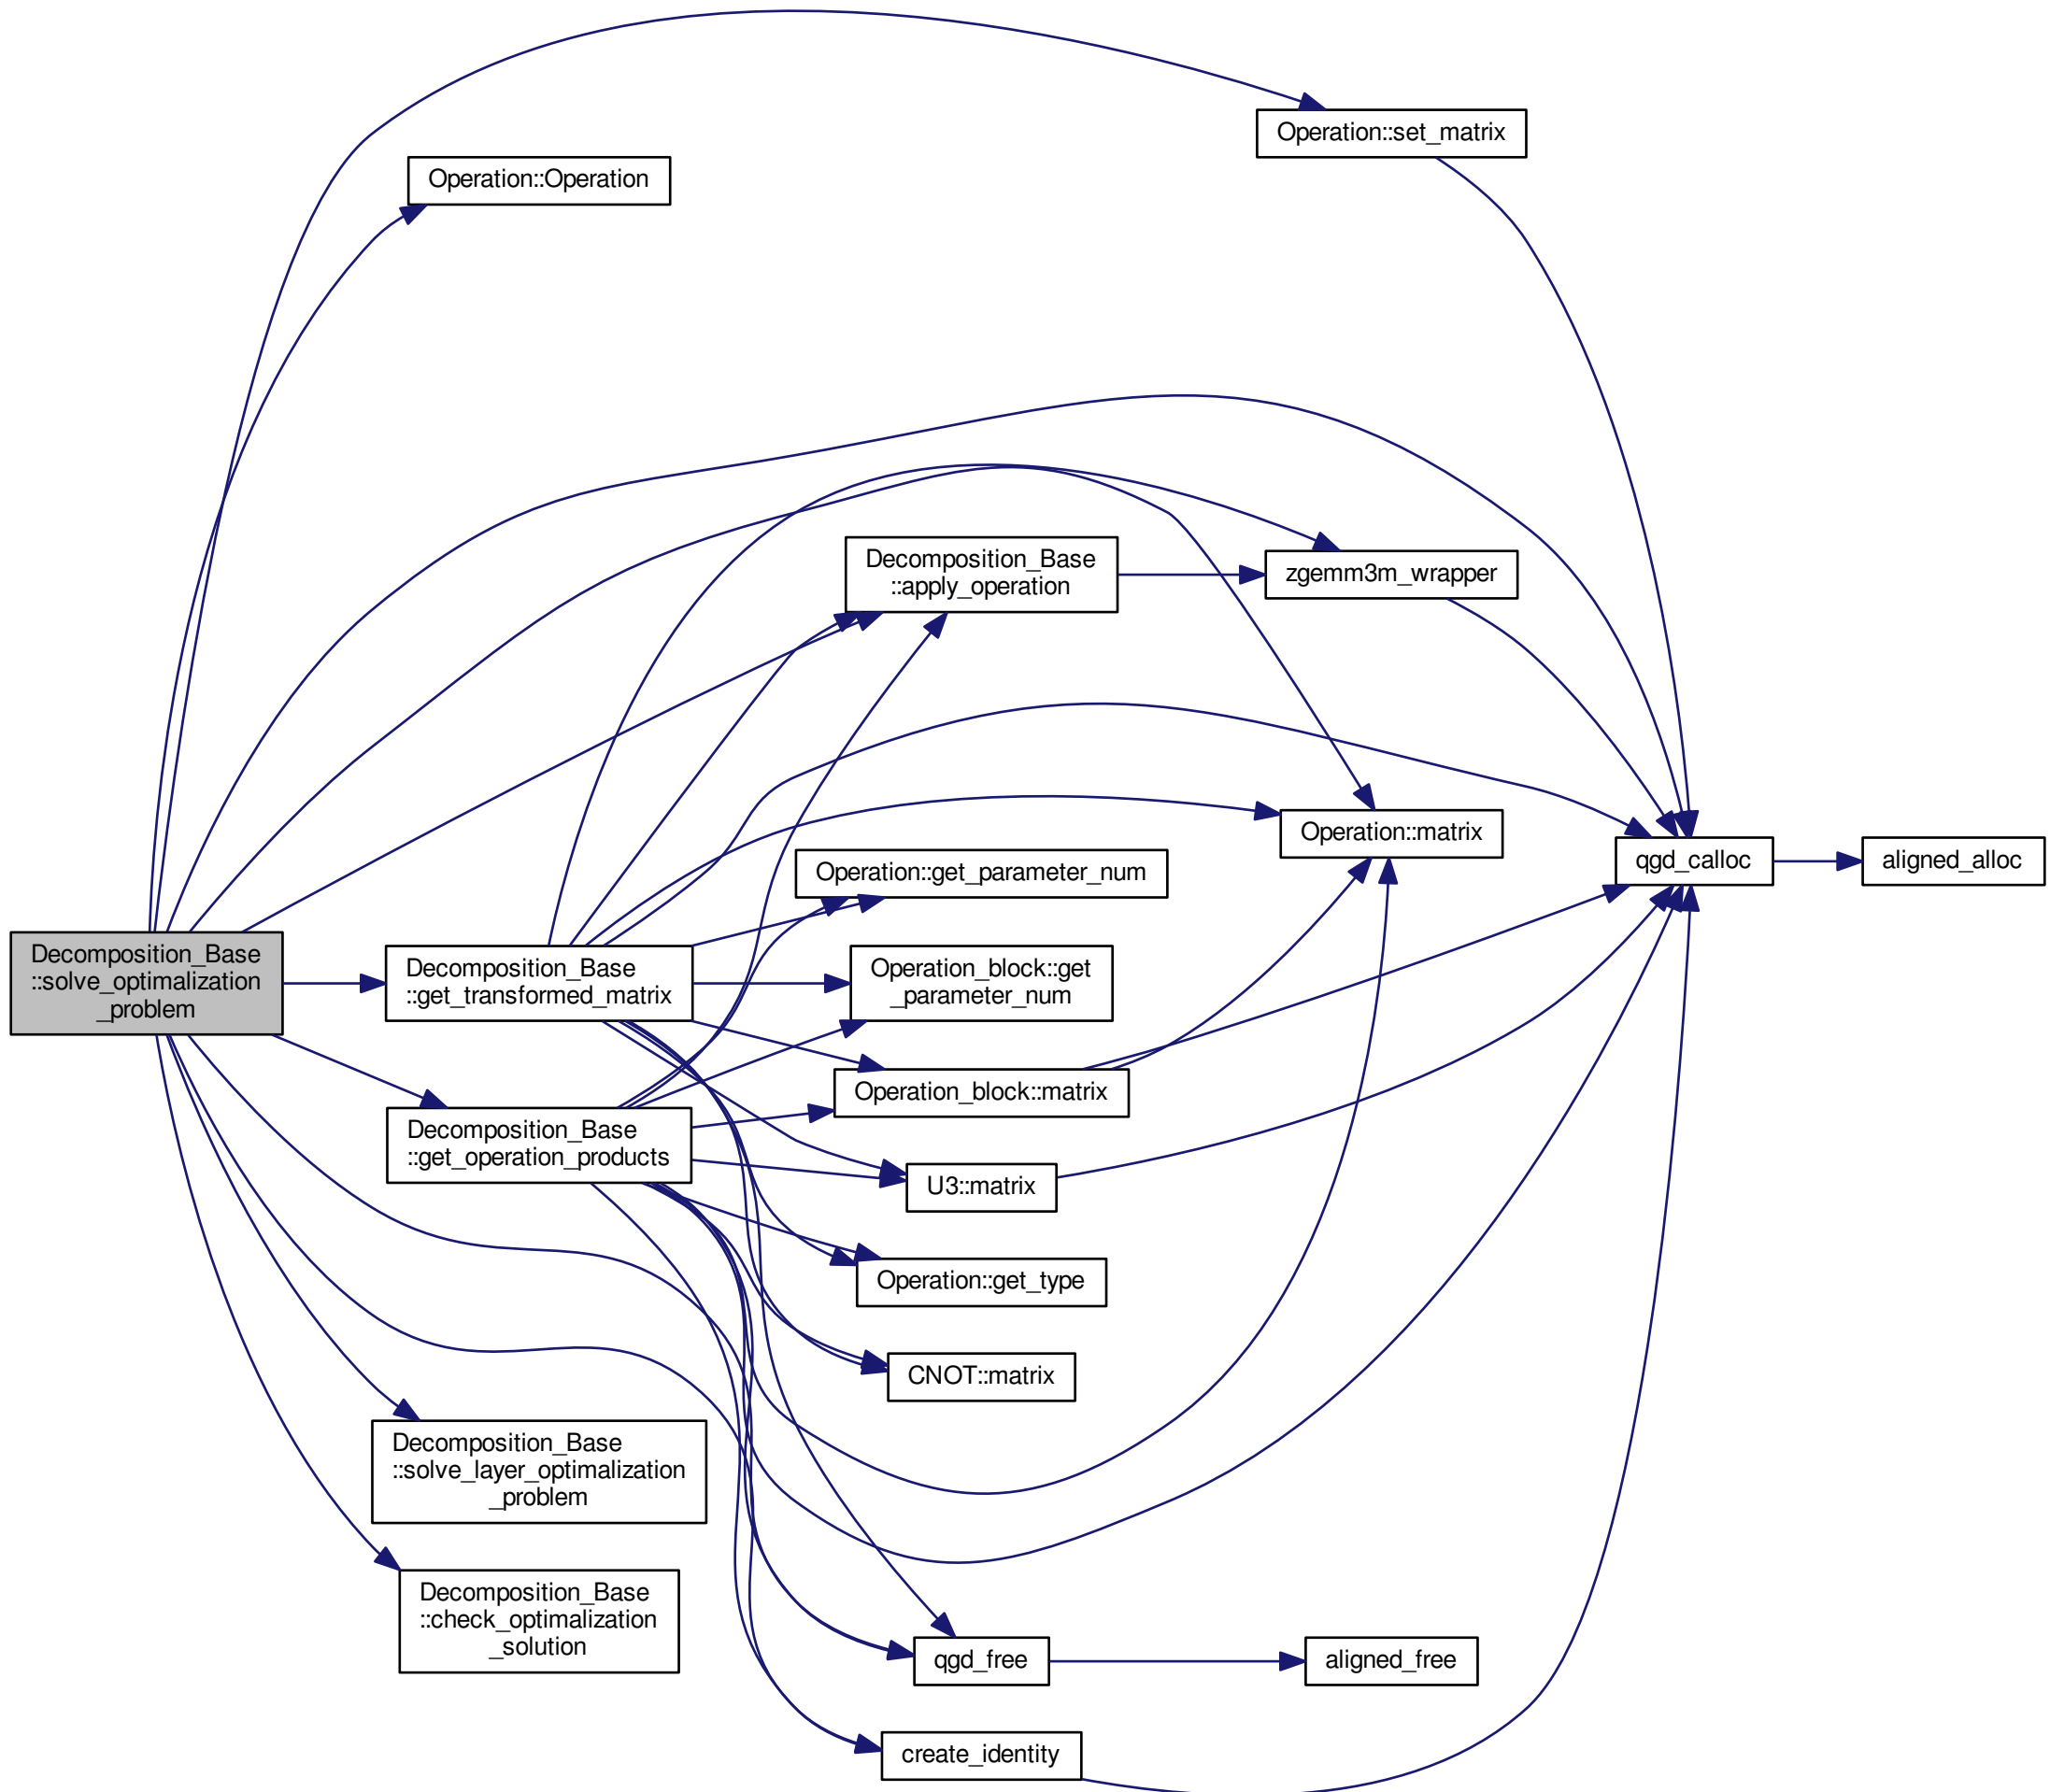 Operation::set_matrix
Operation::Operation
Decomposition_Base
::apply_operation
zgemm3m_wrapper
Operation::matrix
qgd_calloc
aligned_alloc
Operation::get_parameter_num
Decomposition_Base
::solve_optimalization
_problem
Decomposition_Base
::get_transformed_matrix
Operation_block::get
_parameter_num
Operation_block::matrix
Decomposition_Base
::get_operation_products
U3::matrix
Operation::get_type
CNOT::matrix
Decomposition_Base
::solve_layer_optimalization
_problem
Decomposition_Base
::check_optimalization
_solution
qgd_free
aligned_free
create_identity